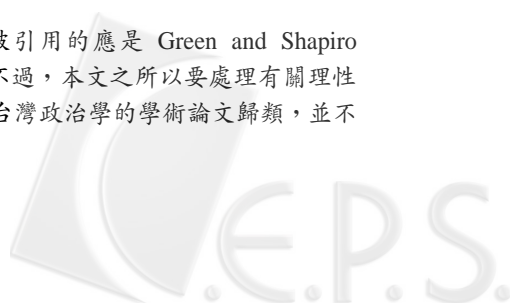 被引用的應是 Green and Shapiro
不過，本文之所以要處理有關理性
台灣政治學的學術論文歸類，並不
C.E.P.S.